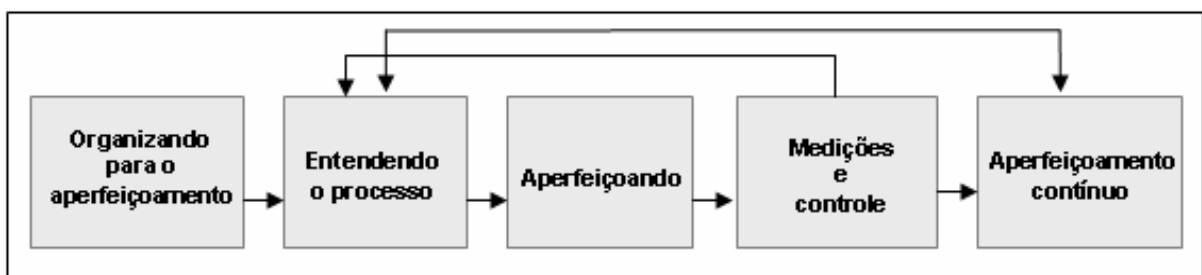 Organizando
para o
aperfeiçoamento
Entendendo
o processo
Aperfeiçoando
Medições
e
controle
Aperfeiçoamento
contínuo